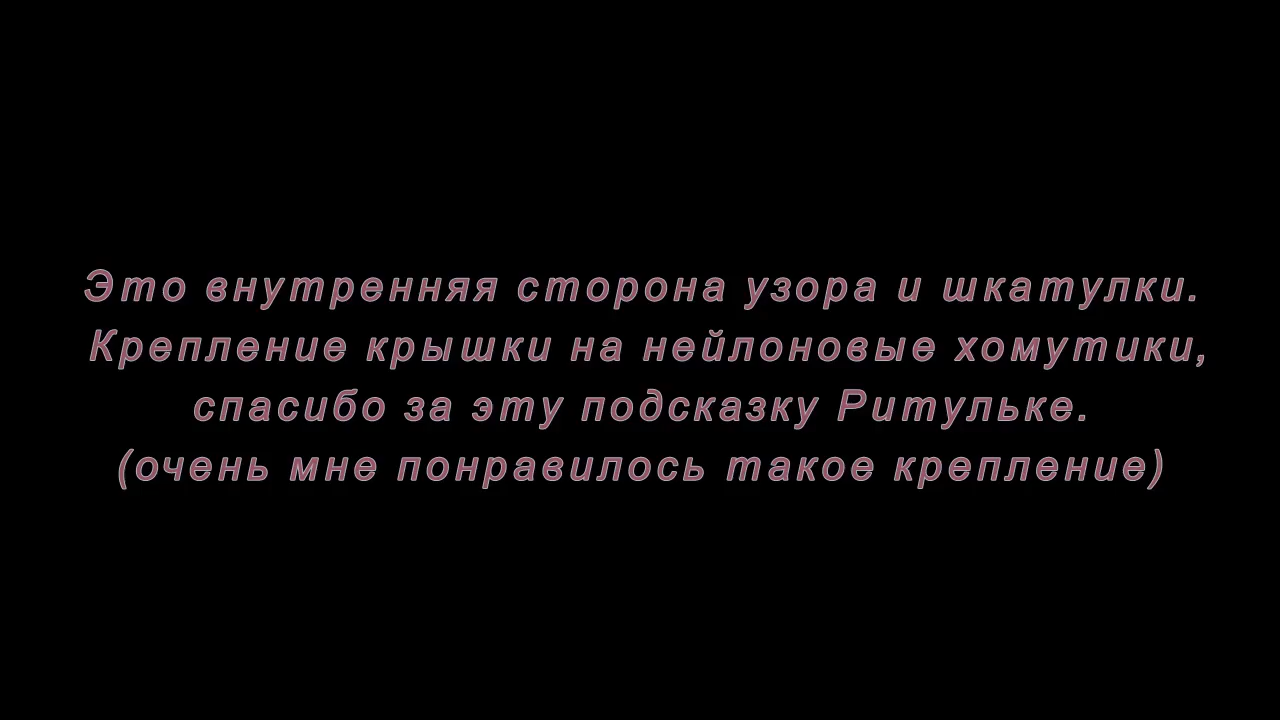 Это внутренняя сторона узора и шкатулки.
Крепление крышки на нейлоновые хомутики,
спасибо за эту подсказку Ритульке.
(очень мне понравилось такое крепление)